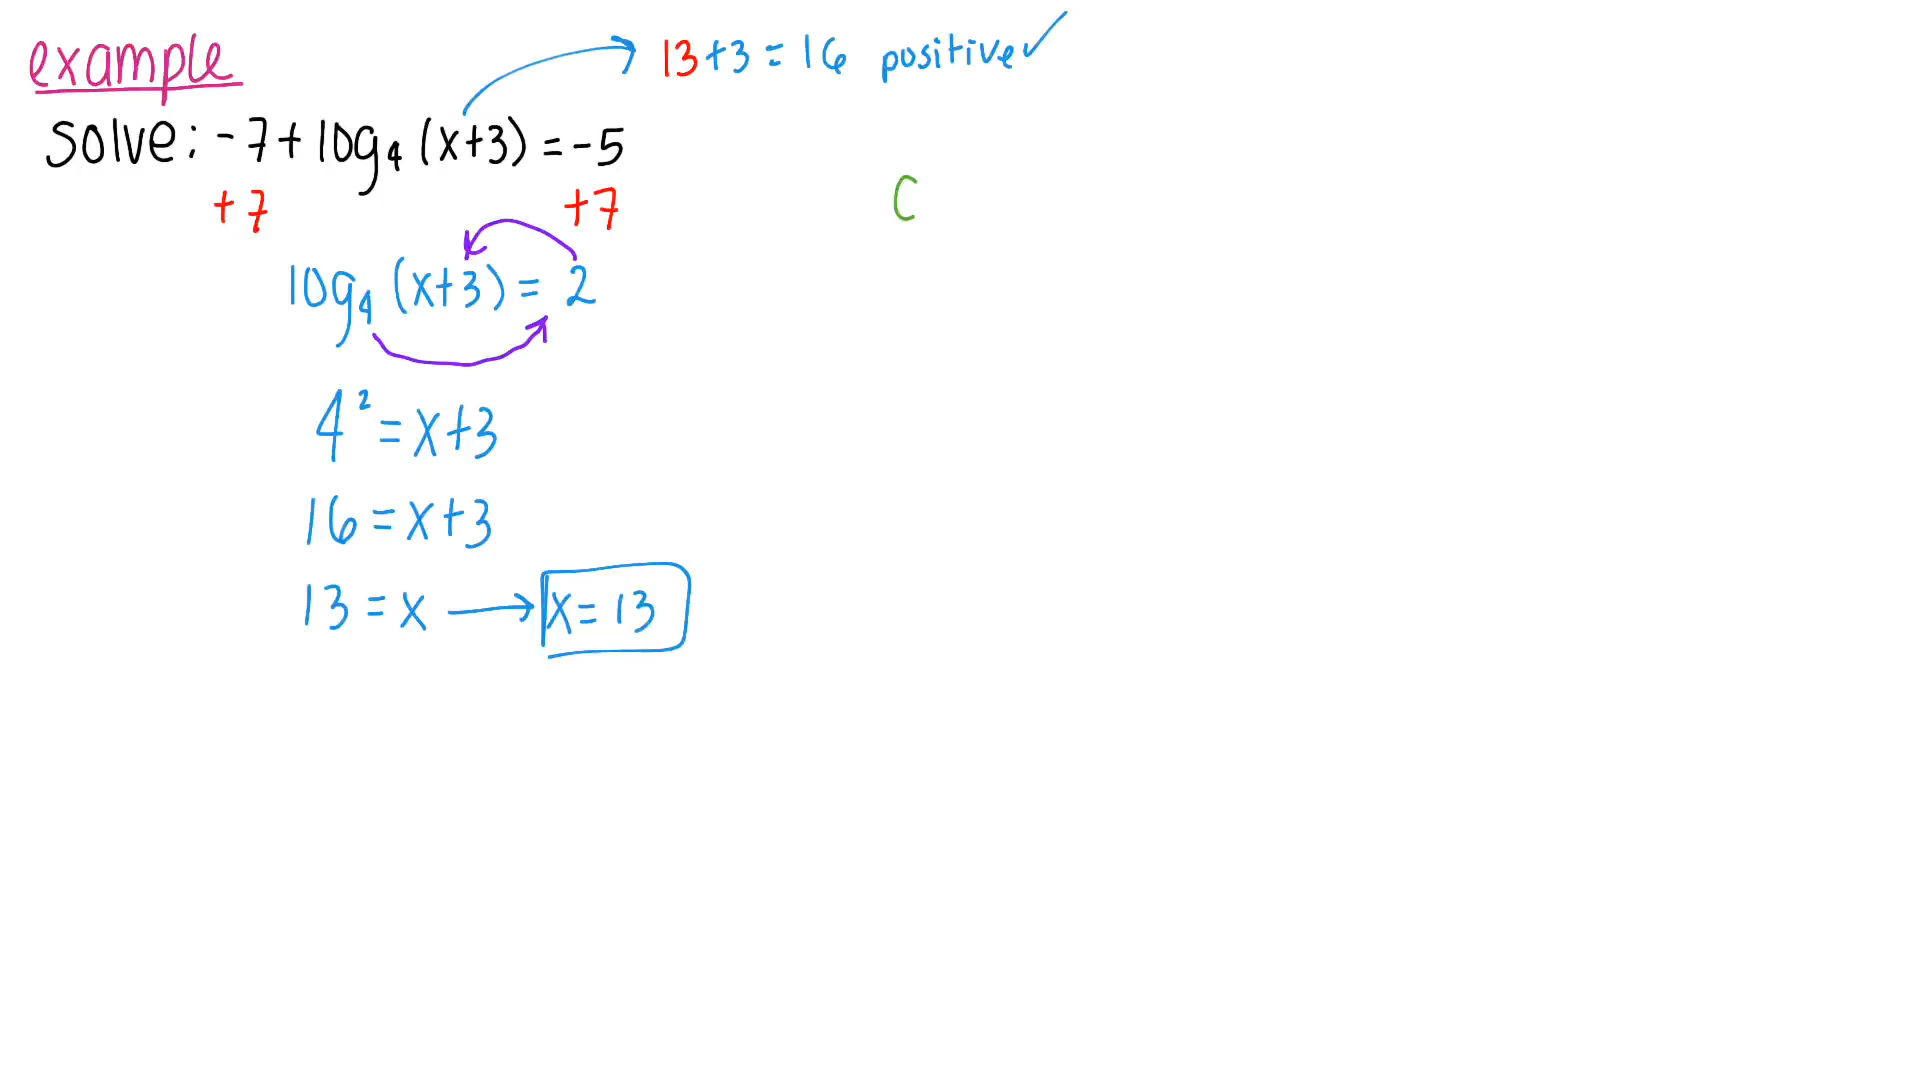 example
13+3=16 positive✓
Solve: -7+log₄(x+3)=-5
+7 +7
C
log₄(x+3)=2
4²=x+3
16=x+3
13=x → x=13